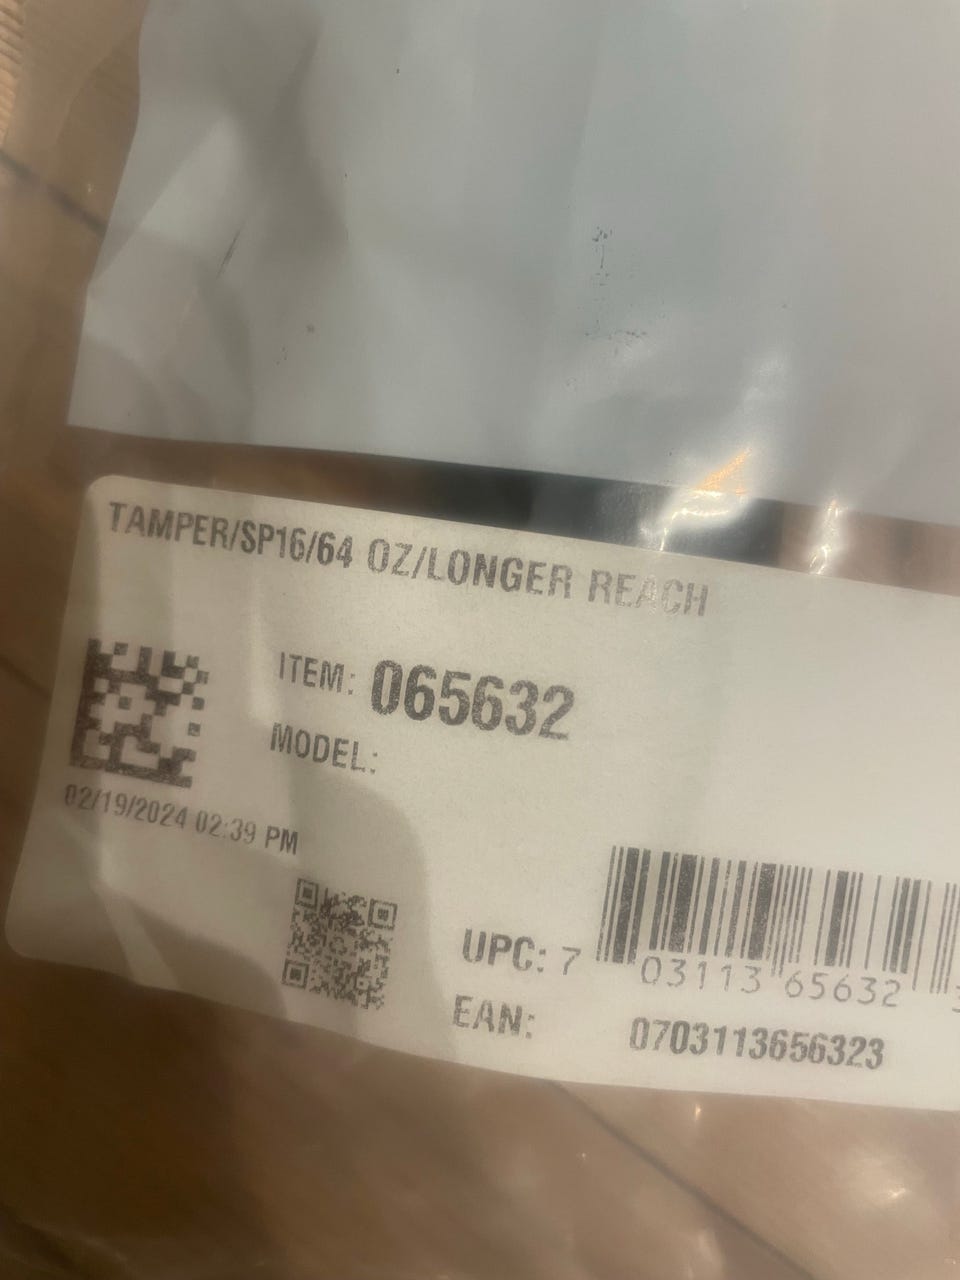 TAMPER/SP16/64 OZ/LONGER REACH
ITEM: 065632
MODEL:
02/19/2024 02:39 PM
UPC: 7 03113 65632
EAN: 0703113656323